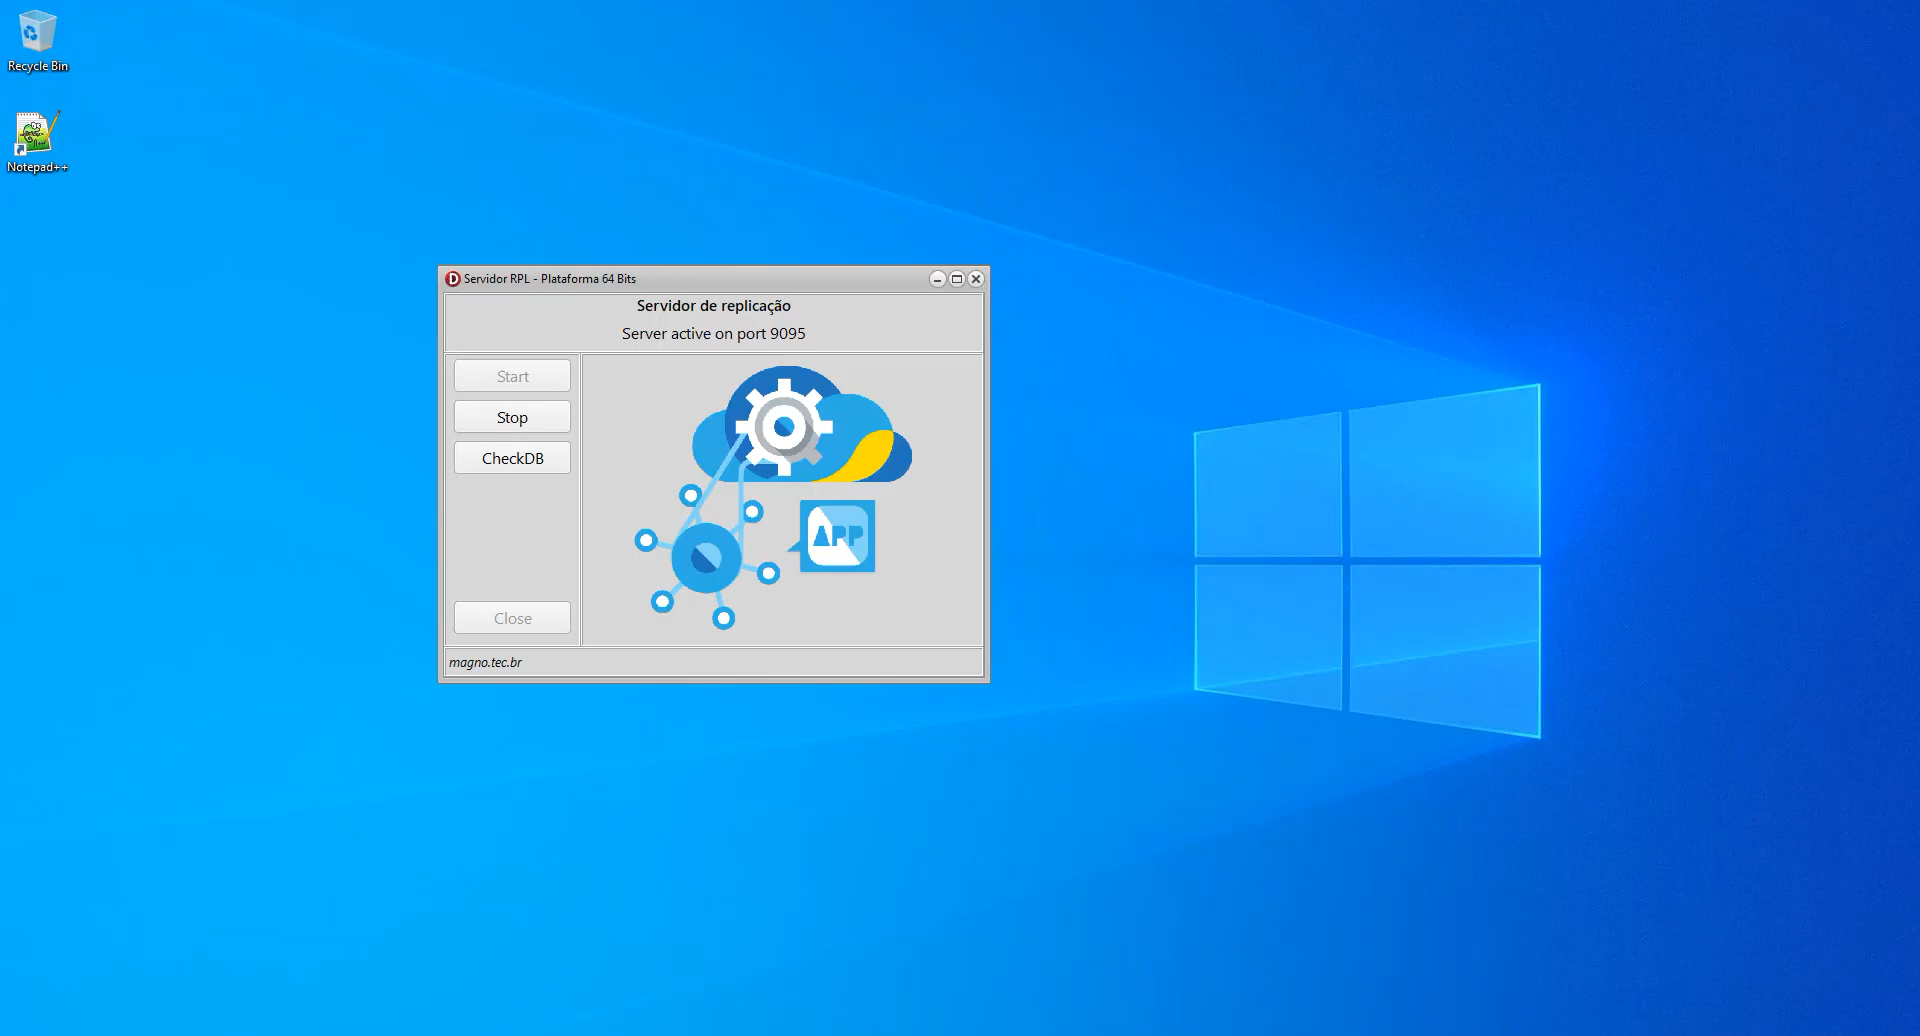 Recycle Bin
Notepad++
Servidor RPL - Plataforma 64 Bits
Servidor de replicação
Server active on port 9095
Start
Stop
CheckDB
APP
Close
magno.tec.br